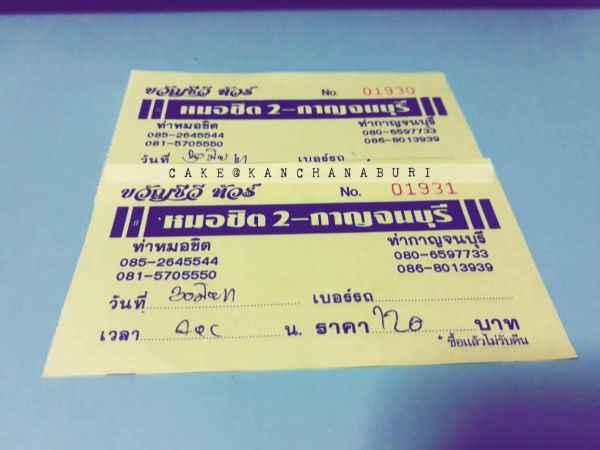 ขวัญชีวี ทัวร์ No. 01930
หมอชิต 2-กาญจนบุรี
ท่าหมอชิต ท่ากาญจนบุรี
085-2645544 080-6597733
081-5705550 086-8013939
วันที่ เบอร์รถ
CAKE@KANCHANABURI
ขวัญชีวี ทัวร์ No. 01931
หมอชิต 2-กาญจนบุรี
ท่าหมอชิต ท่ากาญจนบุรี
085-2645544 080-6597733
081-5705550 086-8013939
วันที่ เบอร์รถ
เวลา น. ราคา 120 บาท
* ซื้อแล้วไม่รับคืน